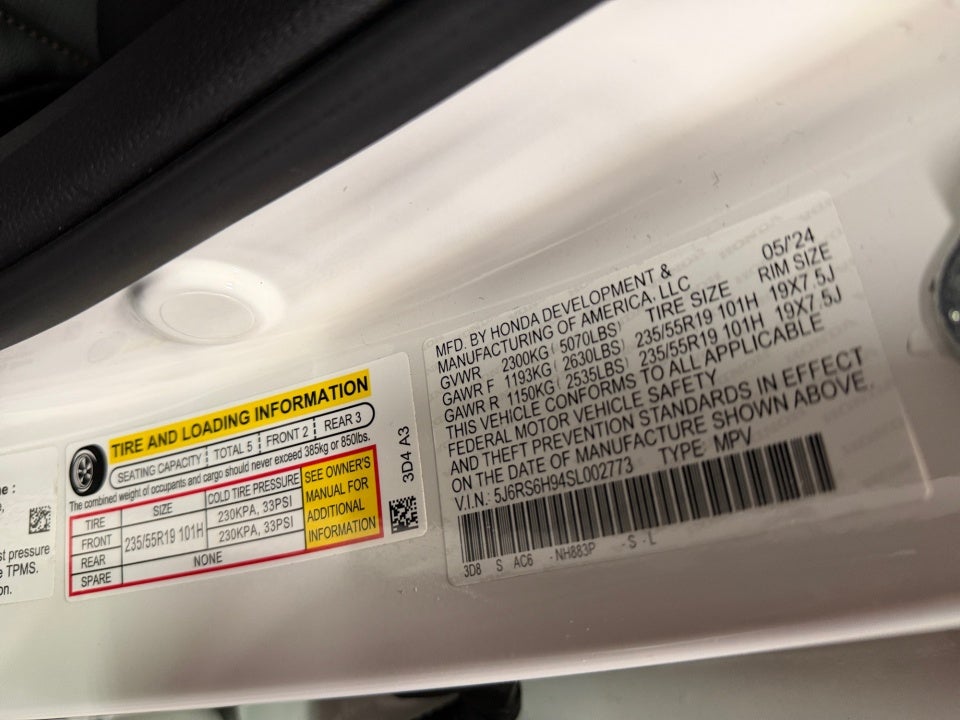 me :
st pressure
e TPMS.
on.
TIRE AND LOADING INFORMATION
SEATING CAPACITY TOTAL 5 FRONT 2 REAR 3
The combined weight of occupants and cargo should never exceed 385kg or 850lbs.
TIRE SIZE COLD TIRE PRESSURE
FRONT 235/55R19 101H 230KPA, 33PSI
REAR 230KPA, 33PSI
SPARE NONE
SEE OWNER'S
MANUAL FOR
ADDITIONAL
INFORMATION
3D4 A3
MFD. BY HONDA DEVELOPMENT & 05/'24
MANUFACTURING OF AMERICA, LLC
GVWR 2300KG ( 5070LBS) TIRE SIZE RIM SIZE
GAWR F 1193KG ( 2630LBS) 235/55R19 101H 19X7.5J
GAWR R 1150KG ( 2535LBS) 235/55R19 101H 19X7.5J
THIS VEHICLE CONFORMS TO ALL APPLICABLE
FEDERAL MOTOR VEHICLE SAFETY
AND THEFT PREVENTION STANDARDS IN EFFECT
ON THE DATE OF MANUFACTURE SHOWN ABOVE.
V.I.N.: 5J6RS6H94SL002773 TYPE: MPV
3D8 S AC6 - NH883P - S - L